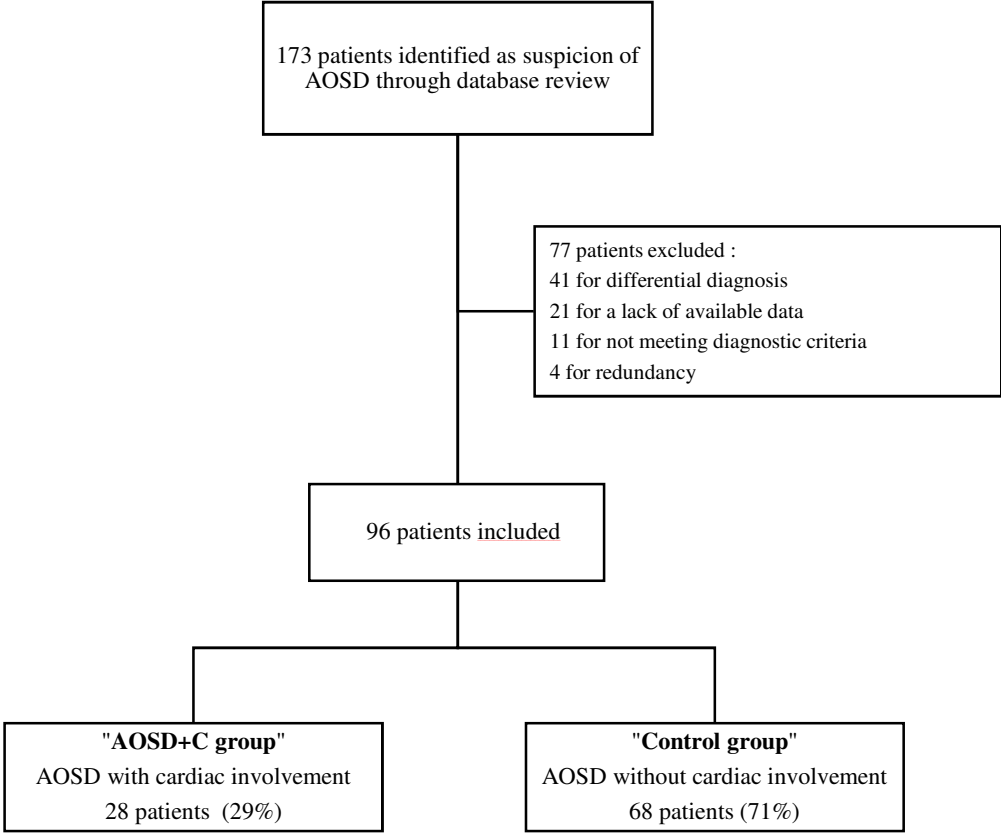 173 patients identified as suspicion of
AOSD through database review
77 patients excluded :
41 for differential diagnosis
21 for a lack of available data
11 for not meeting diagnostic criteria
4 for redundancy
96 patients included
"AOSD+C group"
AOSD with cardiac involvement
28 patients  (29%)
"Control group"
AOSD without cardiac involvement
68 patients (71%)